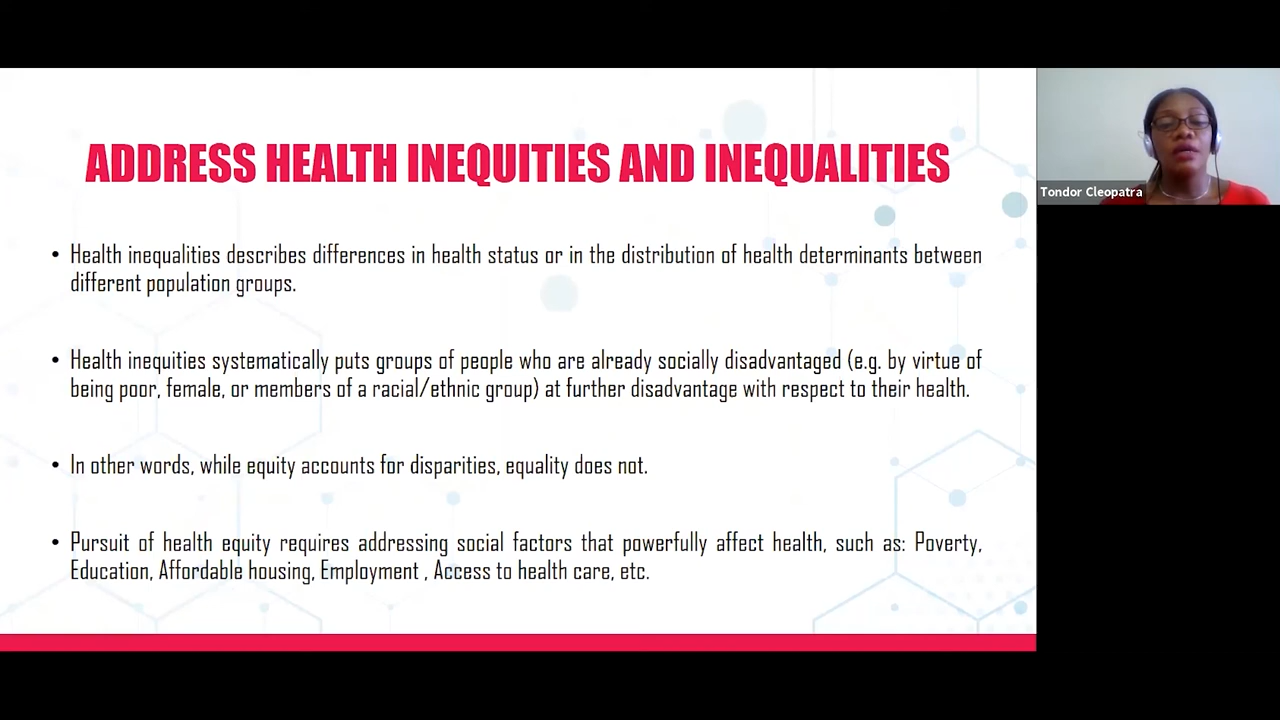 ADDRESS HEALTH INEQUITIES AND INEQUALITIES
Tondor Cleopatra
• Health inequalities describes differences in health status or in the distribution of health determinants between
different population groups.
• Health inequities systematically puts groups of people who are already socially disadvantaged (e.g. by virtue of
being poor, female, or members of a racial/ethnic group) at further disadvantage with respect to their health.
• In other words, while equity accounts for disparities, equality does not.
• Pursuit of health equity requires addressing social factors that powerfully affect health, such as: Poverty,
Education, Affordable housing, Employment , Access to health care, etc.